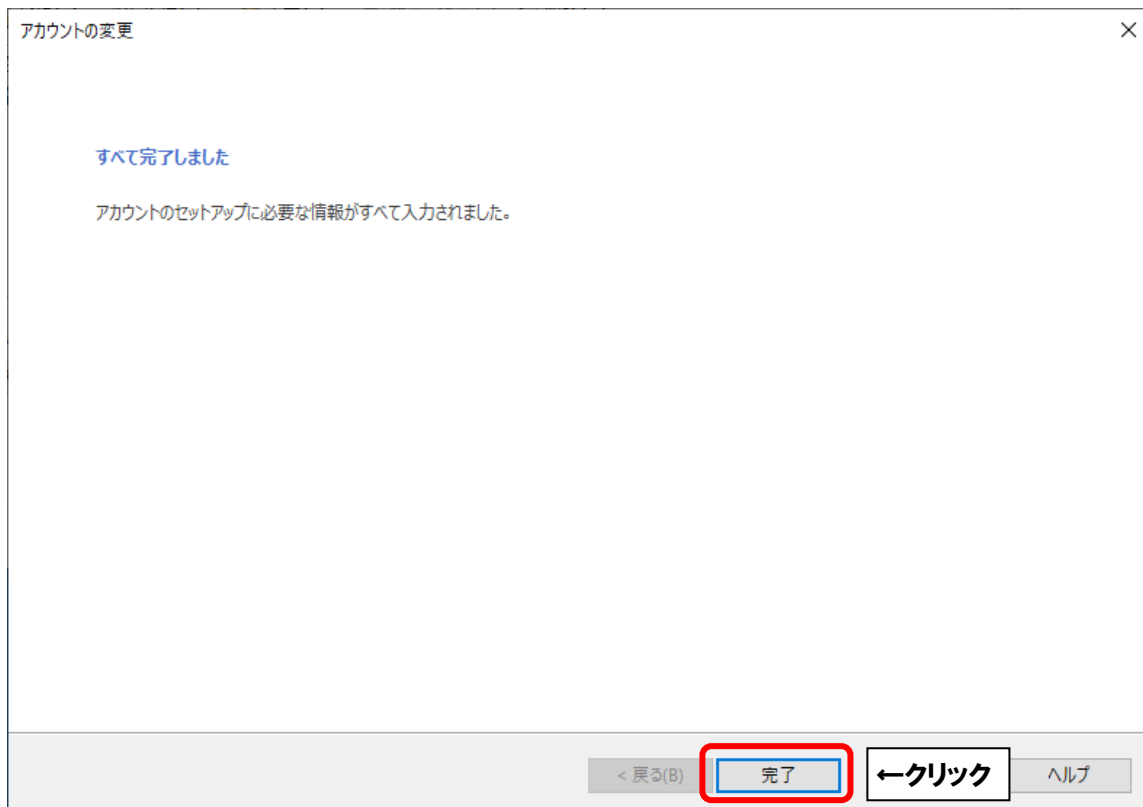 アカウントの変更
すべて完了しました
アカウントのセットアップに必要な情報がすべて入力されました。
< 戻る(B) 完了 ←クリック ヘルプ